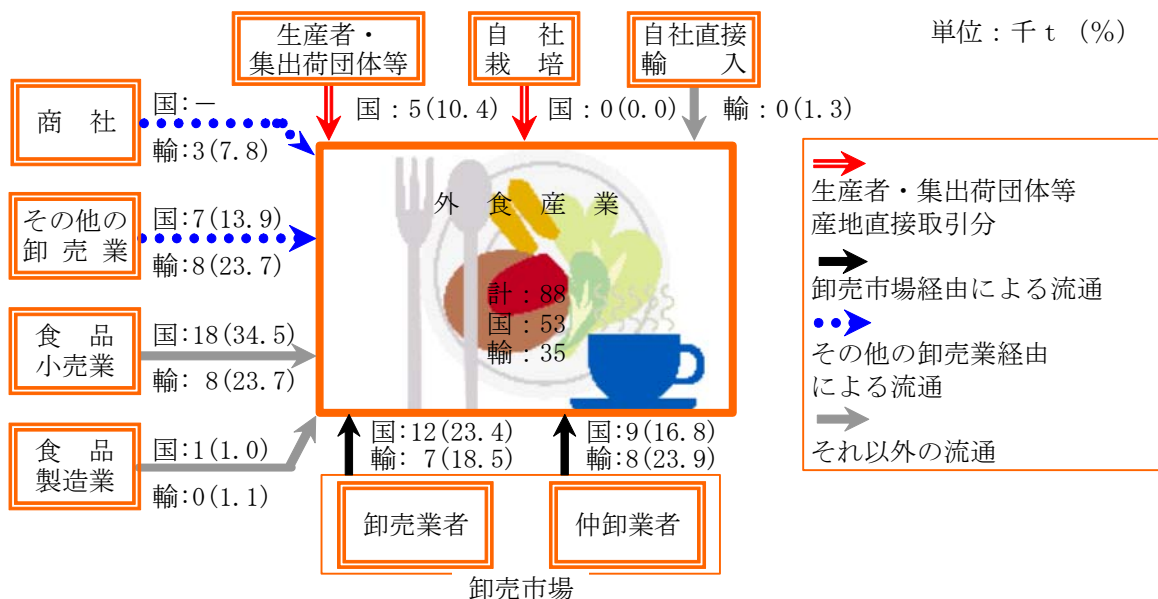 単位：千ｔ （%）
生産者・
集出荷団体等
自 社
栽 培
自社直接
輸 入
国：5(10.4)
国：0(0.0)
輸：0(1.3)
商 社
国：－
輸：3(7.8)
その他の
卸 売 業
国：7(13.9)
輸：8(23.7)
食 品
小売業
国：18(34.5)
輸： 8(23.7)
食 品
製造業
国：1(1.0)
輸：0(1.1)
外 食 産 業
計：88
国：53
輸：35
国：12(23.4)
輸： 7(18.5)
国：9(16.8)
輸：8(23.9)
卸売業者
仲卸業者
卸売市場
生産者・集出荷団体等
産地直接取引分
卸売市場経由による流通
その他の卸売業経由
による流通
それ以外の流通